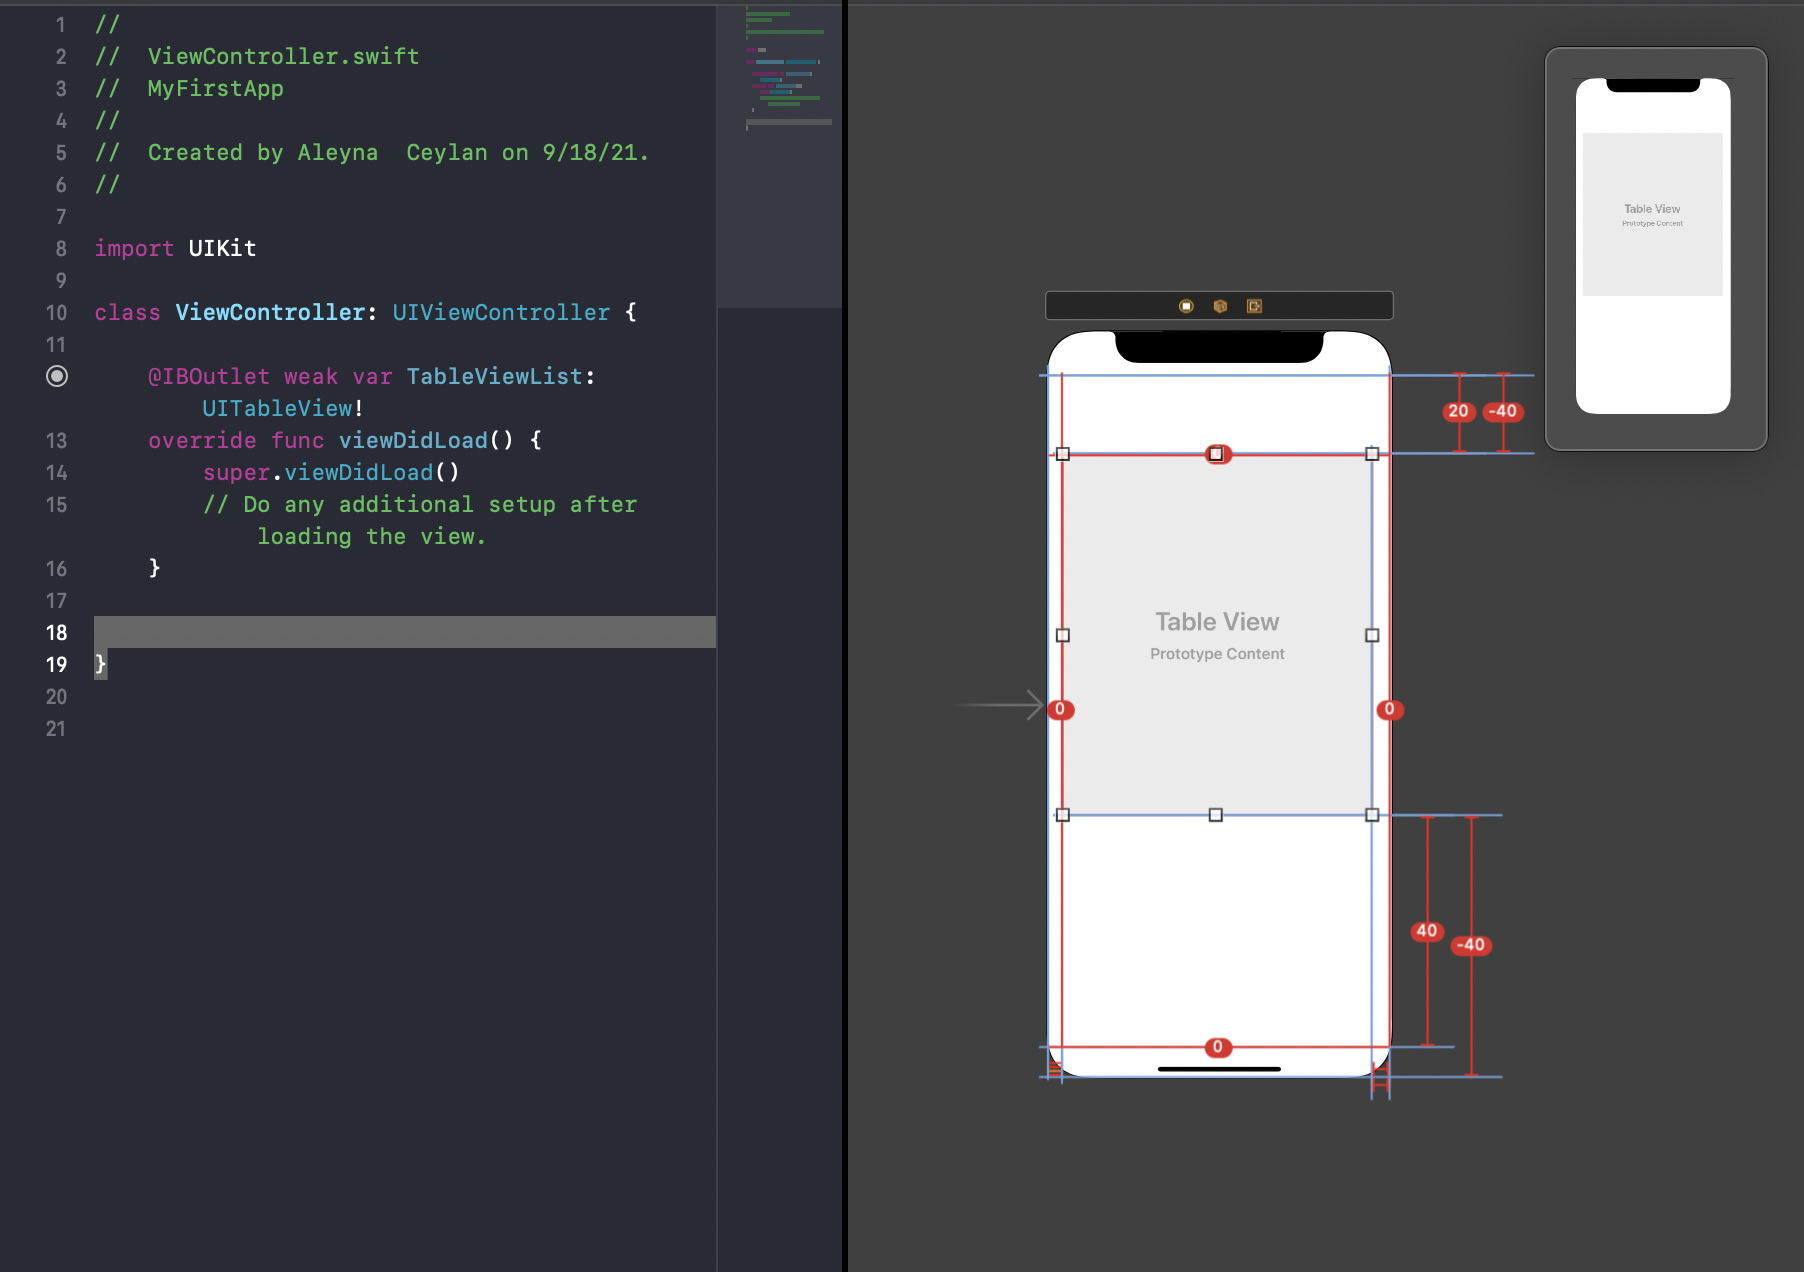 1 //
2 //  ViewController.swift
3 //  MyFirstApp
4 //
5 //  Created by Aleyna  Ceylan on 9/18/21.
6 //
7
8 import UIKit
9
10 class ViewController: UIViewController {
11
@IBOutlet weak var TableViewList:
UITableView!
13 override func viewDidLoad() {
14 super.viewDidLoad()
15 // Do any additional setup after
loading the view.
16 }
17
18
19 }
20
21
Table View
Prototype Content
20 -40
Table View
Prototype Content
0 0
40 -40
0